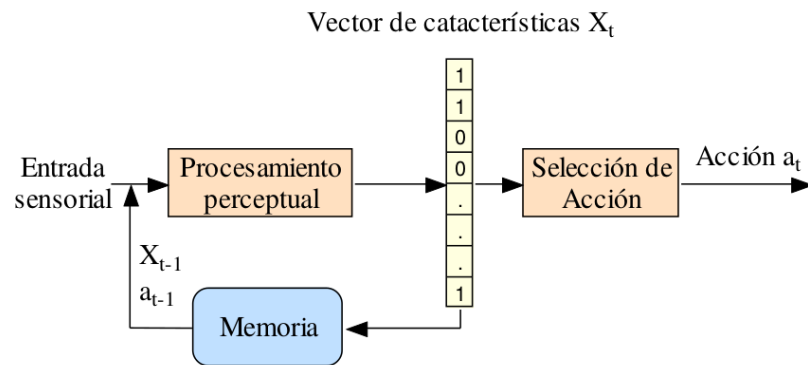 Vector de catacterísticas Xt
1
1
0
0
.
.
.
1
Entrada
sensorial
Procesamiento
perceptual
Selección de
Acción
Acción at
Xt-1
at-1
Memoria